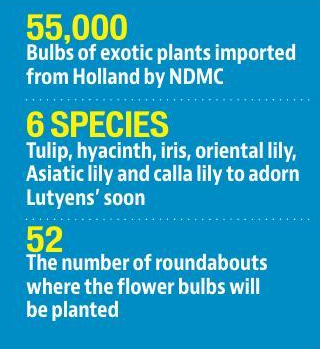 55,000
Bulbs of exotic plants imported
from Holland by NDMC
6 SPECIES
Tulip, hyacinth, iris, oriental lily,
Asiatic lily and calla lily to adorn
Lutyens’ soon
52
The number of roundabouts
where the flower bulbs will
be planted